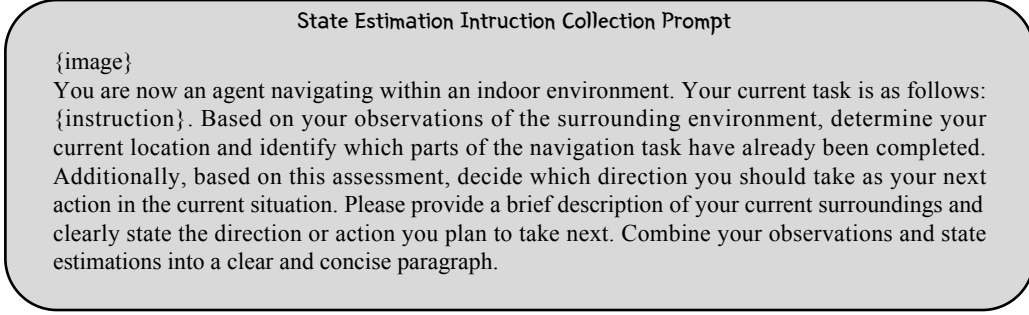 State Estimation Intruction Collection Prompt
{image}
You are now an agent navigating within an indoor environment. Your current task is as follows:
{instruction}. Based on your observations of the surrounding environment, determine your
current location and identify which parts of the navigation task have already been completed.
Additionally, based on this assessment, decide which direction you should take as your next
action in the current situation. Please provide a brief description of your current surroundings and
clearly state the direction or action you plan to take next. Combine your observations and state
estimations into a clear and concise paragraph.